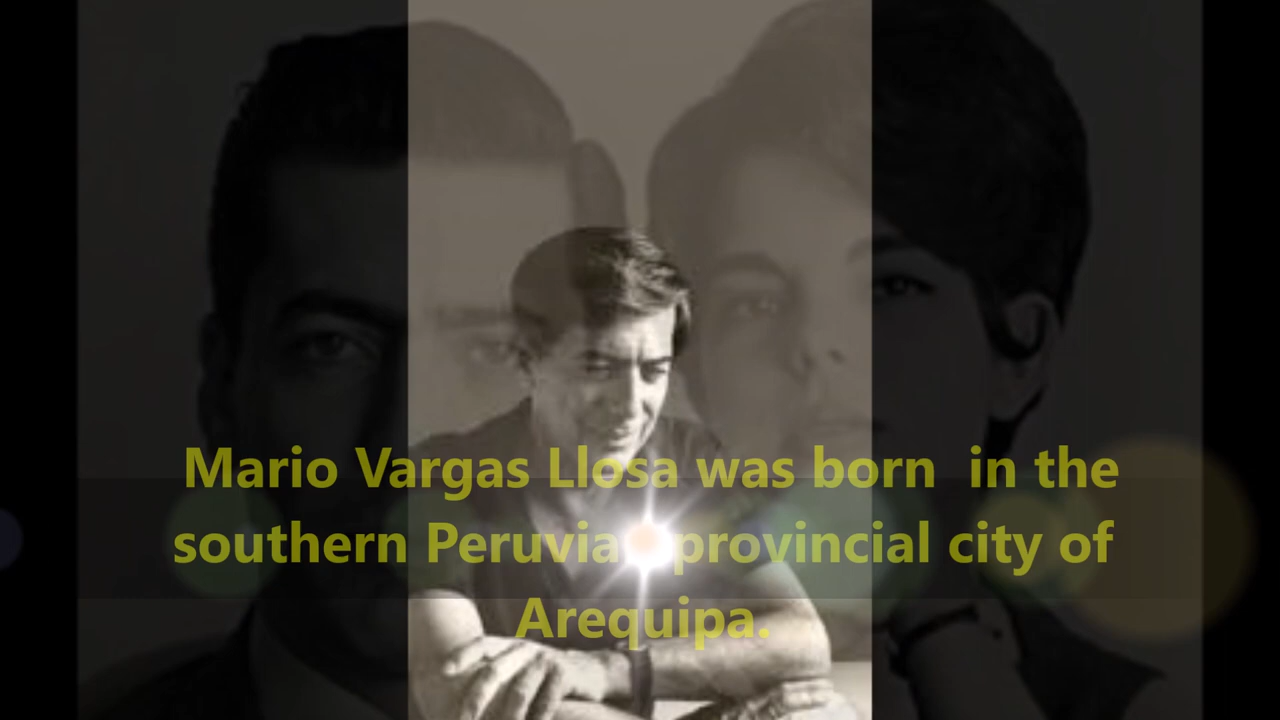 Mario Vargas Llosa was born  in the
southern Peruvia provincial city of
Arequipa.